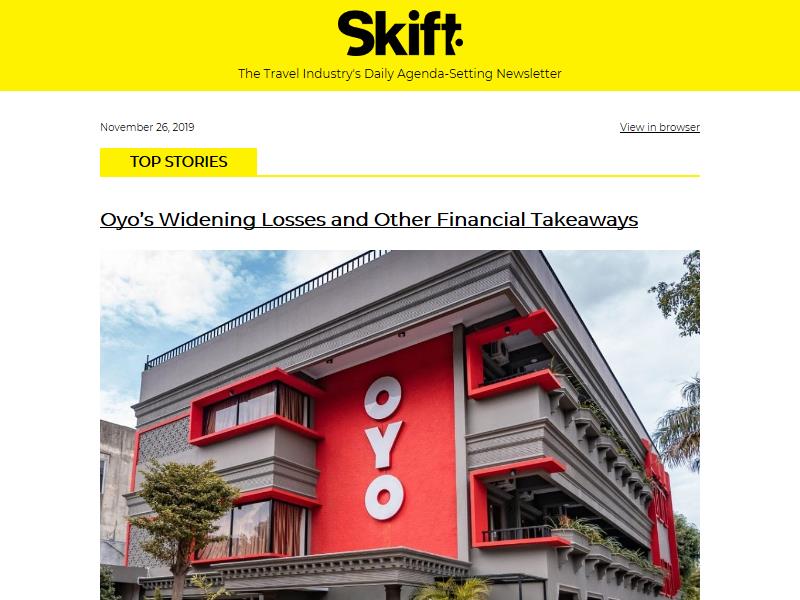 Skift
The Travel Industry's Daily Agenda-Setting Newsletter
November 26, 2019
View in browser
TOP STORIES
Oyo's Widening Losses and Other Financial Takeaways
OYO